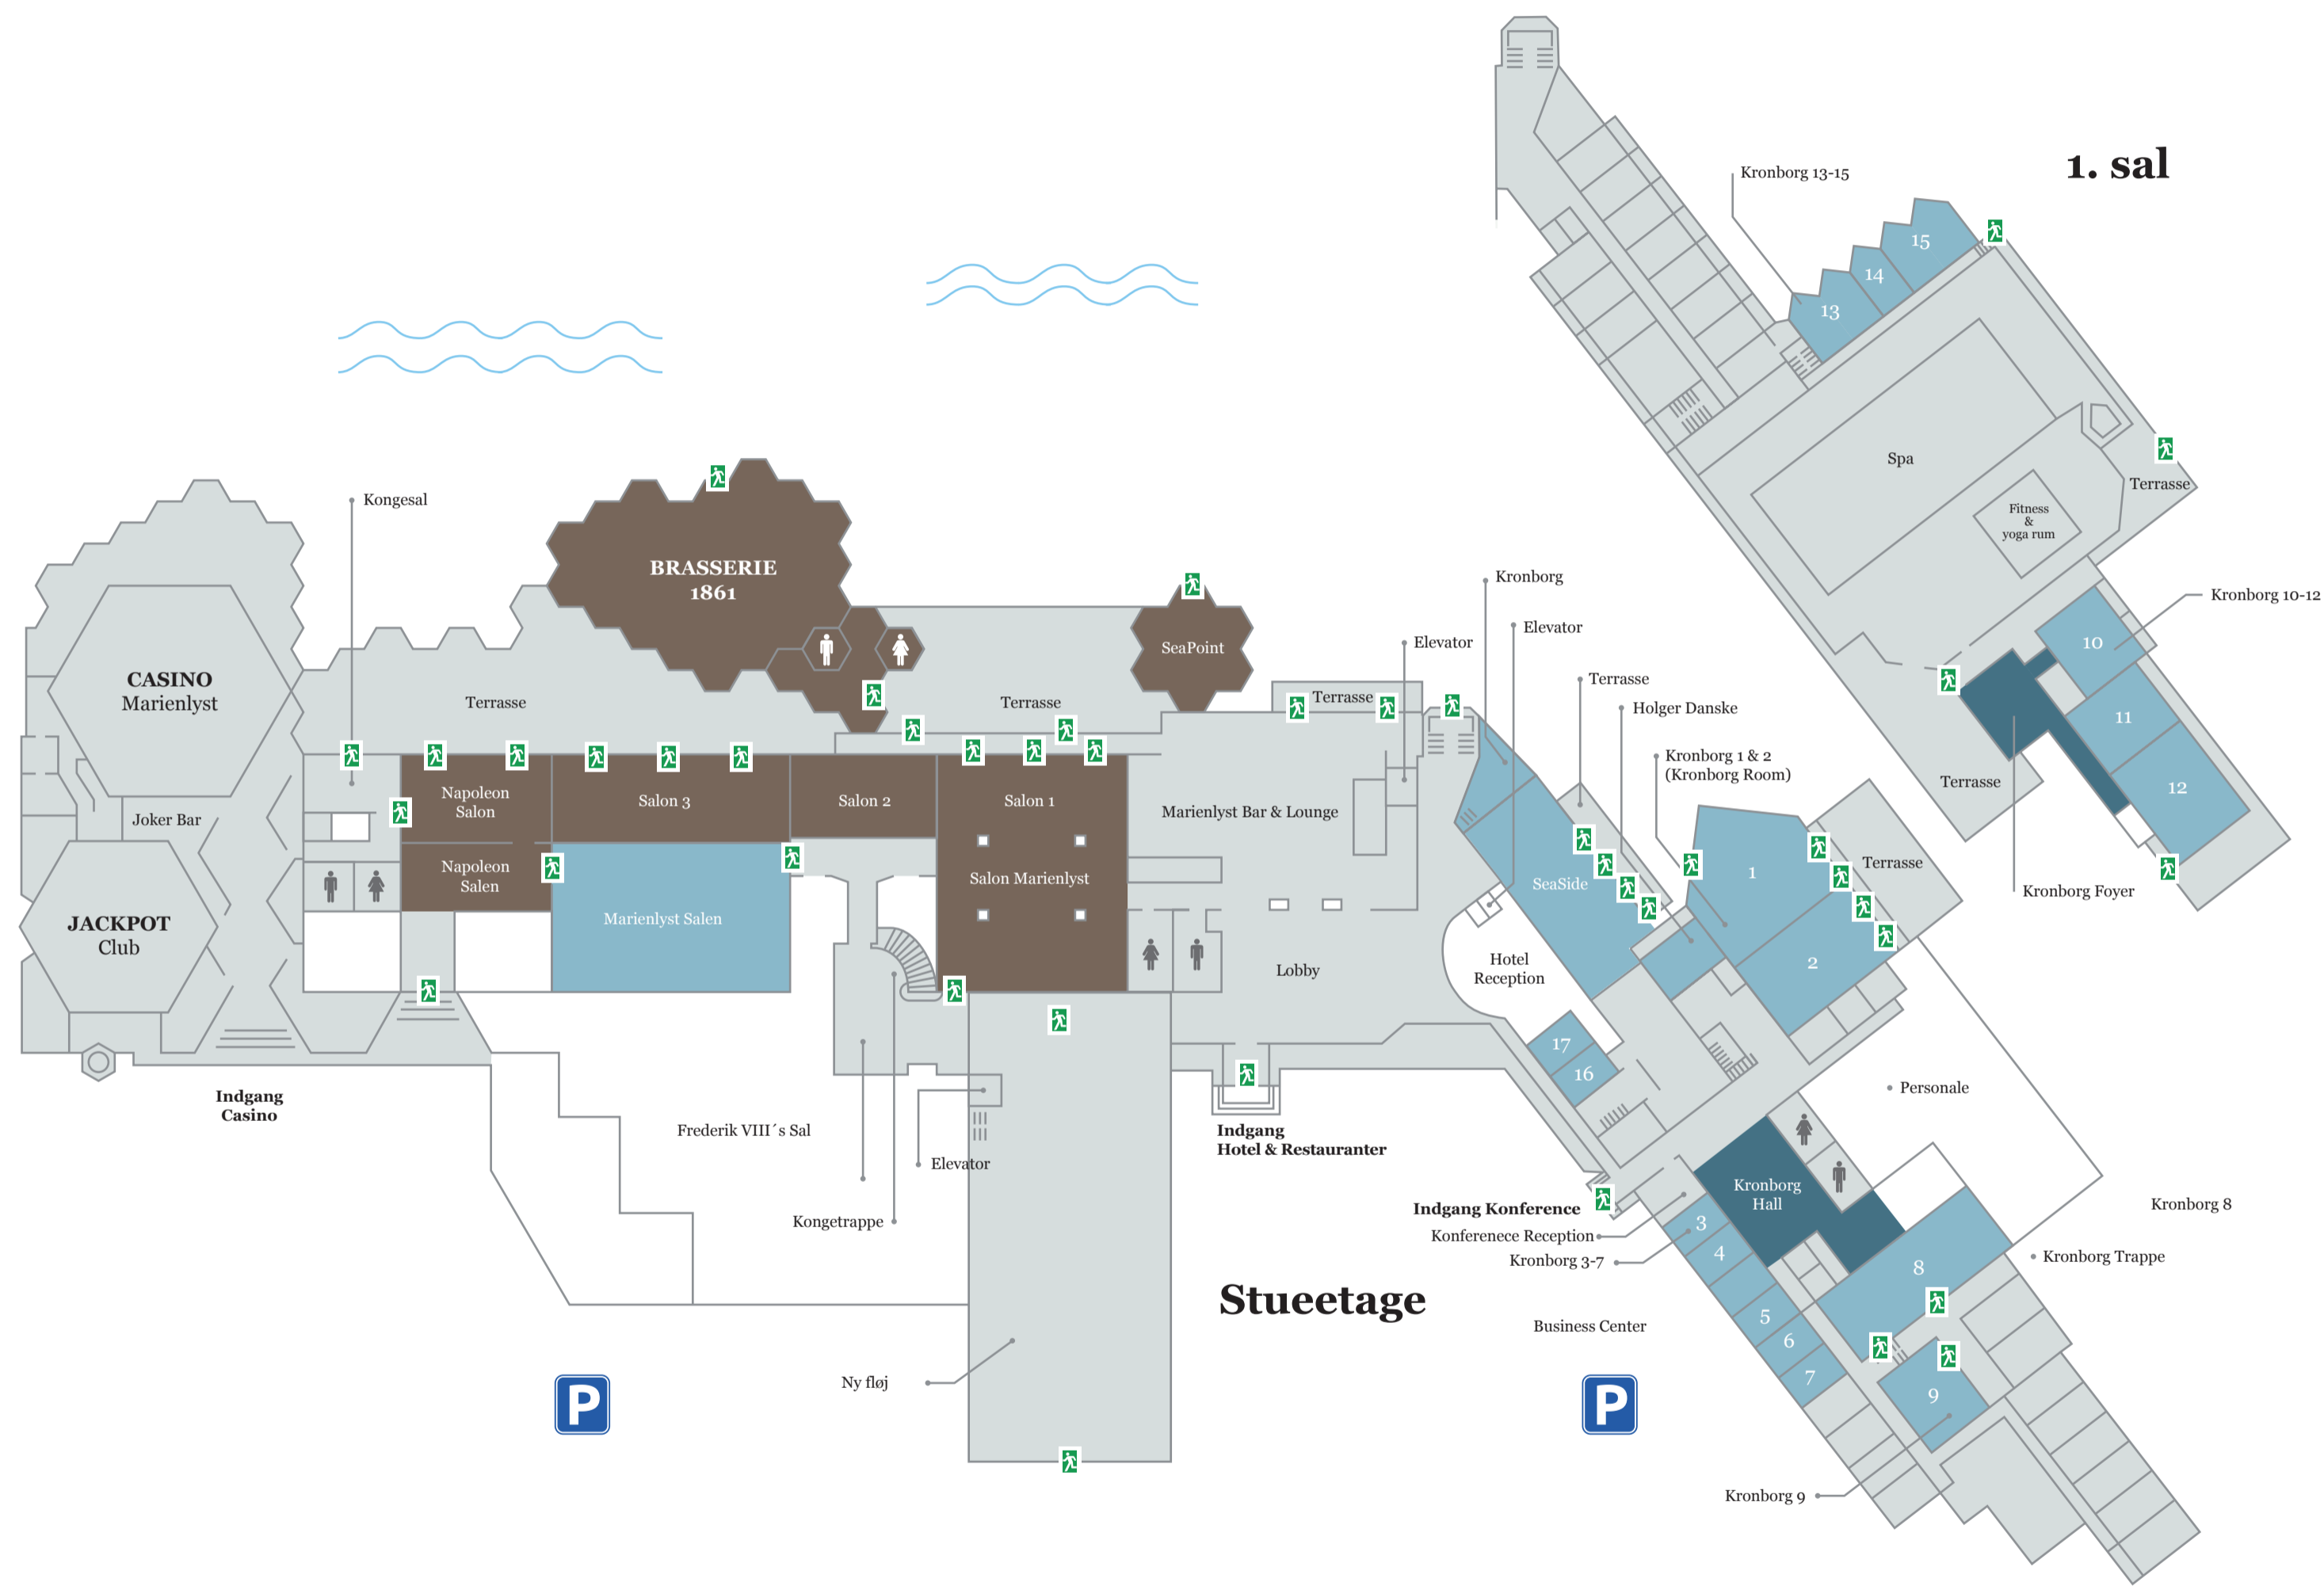 1. sal
Kronborg 13-15
15
14
13
Spa
Terrasse
Fitness
&
yoga rum
Kronborg 10-12
10
11
12
Terrasse
Kronborg Foyer
Kongesal
BRASSERIE
1861
SeaPoint
Kronborg
Elevator
Elevator
Terrasse
Holger Danske
Kronborg 1 & 2
(Kronborg Room)
CASINO
Marienlyst
Terrasse
Terrasse
Terrasse
Joker Bar
Napoleon
Salon
Salon 3
Salon 2
Salon 1
Marienlyst Bar & Lounge
Napoleon
Salen
Salon Marienlyst
SeaSide
1
Terrasse
JACKPOT
Club
Marienlyst Salen
Lobby
Hotel
Reception
2
17
16
Personale
Indgang
Casino
Frederik VIII´s Sal
Elevator
Kongetrappe
Indgang
Hotel & Restauranter
Kronborg
Hall
Kronborg 8
Indgang Konference
Konferenece Reception
Kronborg 3-7
3
4
5
6
7
8
9
Kronborg Trappe
Stueetage
Business Center
Ny fløj
P
P
Kronborg 9